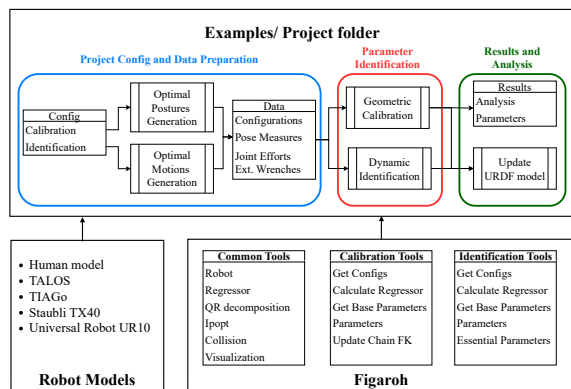 Examples/ Project folder
Project Config and Data Preparation
Parameter
Identification
Results and
Analysis
Config
Calibration
Identification
Optimal
Postures
Generation
Optimal
Motions
Generation
Data
Configurations
Pose Measures
Joint Efforts
Ext. Wrenches
Geometric
Calibration
Dynamic
Identification
Results
Analysis
Parameters
Update
URDF model
• Human model
• TALOS
• TIAGo
• Staubli TX40
• Universal Robot UR10
Robot Models
Common Tools
Robot
Regressor
QR decomposition
Ipopt
Collision
Visualization
Calibration Tools
Get Configs
Calculate Regressor
Get Base Parameters
Parameters
Update Chain FK
Identification Tools
Get Configs
Calculate Regressor
Get Base Parameters
Parameters
Essential Parameters
Figaroh